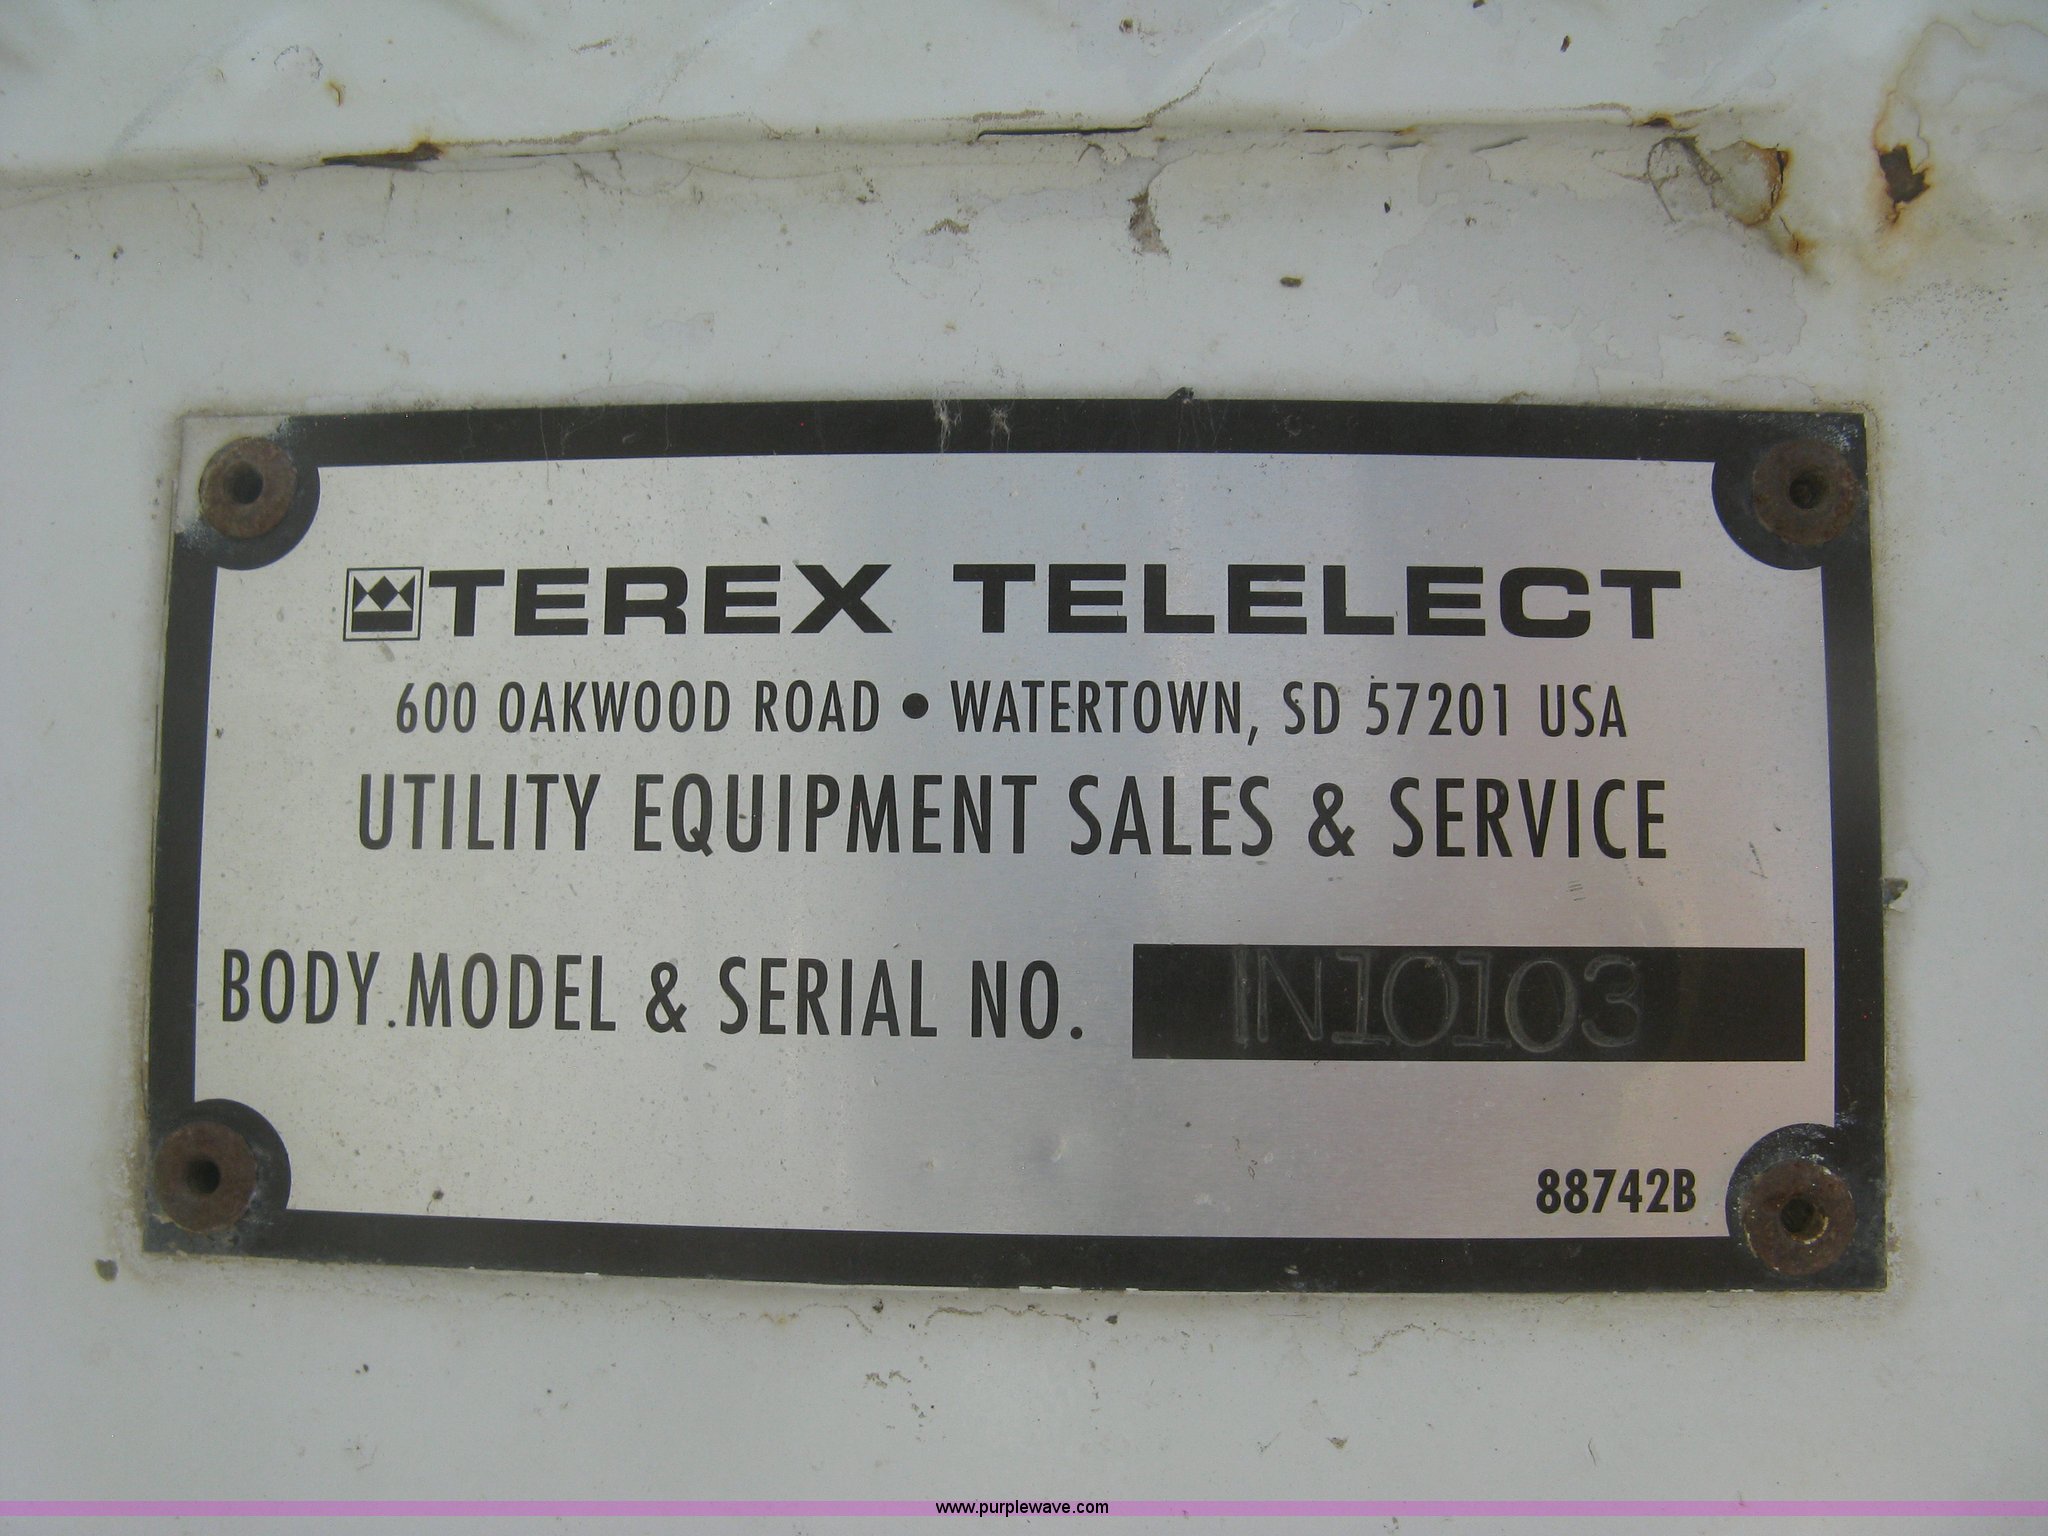 TEREX TELELECT
600 OAKWOOD ROAD • WATERTOWN, SD 57201 USA
UTILITY EQUIPMENT SALES & SERVICE
BODY MODEL & SERIAL NO. IN10103
88742B
www.purplewave.com